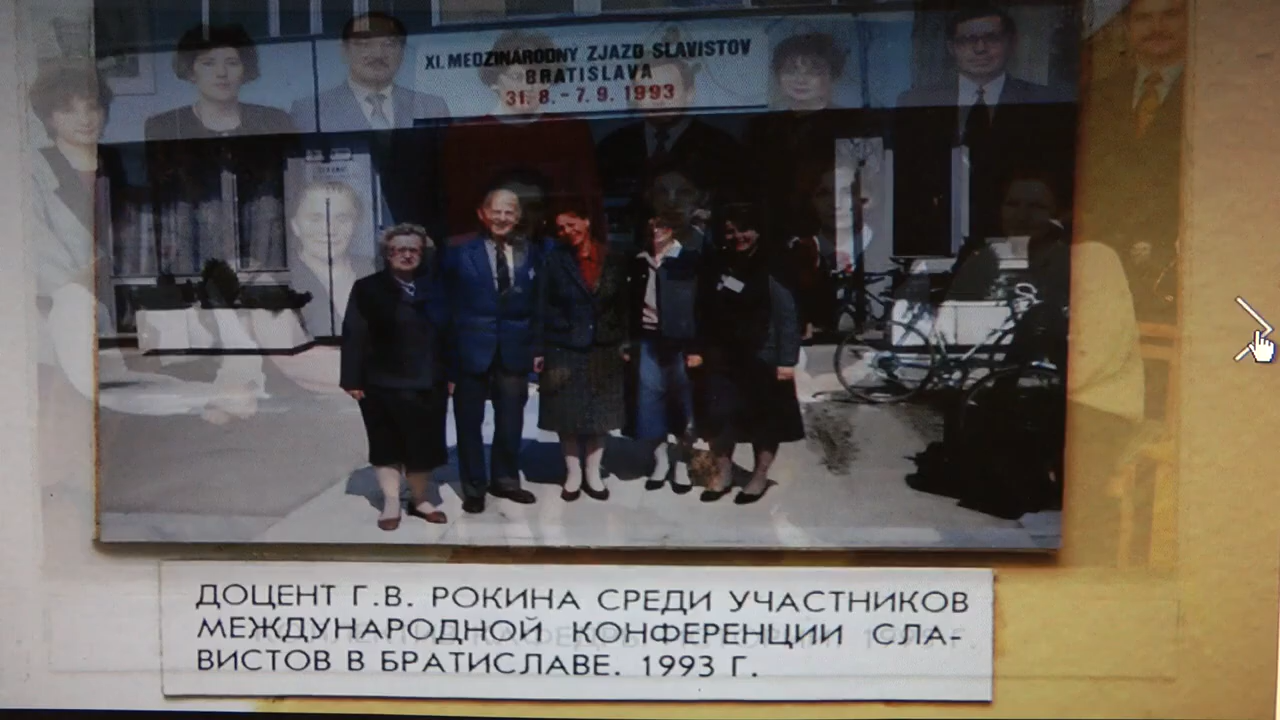 XI. MEDZINÁRODNY ZJAZD SLAVISTOV
BRATISLAVA
31. 8. - 7. 9. 1993
ДОЦЕНТ Г.В. РОКИНА СРЕДИ УЧАСТНИКОВ
МЕЖДУНАРОДНОЙ КОНФЕРЕНЦИИ СЛА-
ВИСТОВ В БРАТИСЛАВЕ. 1993 Г.